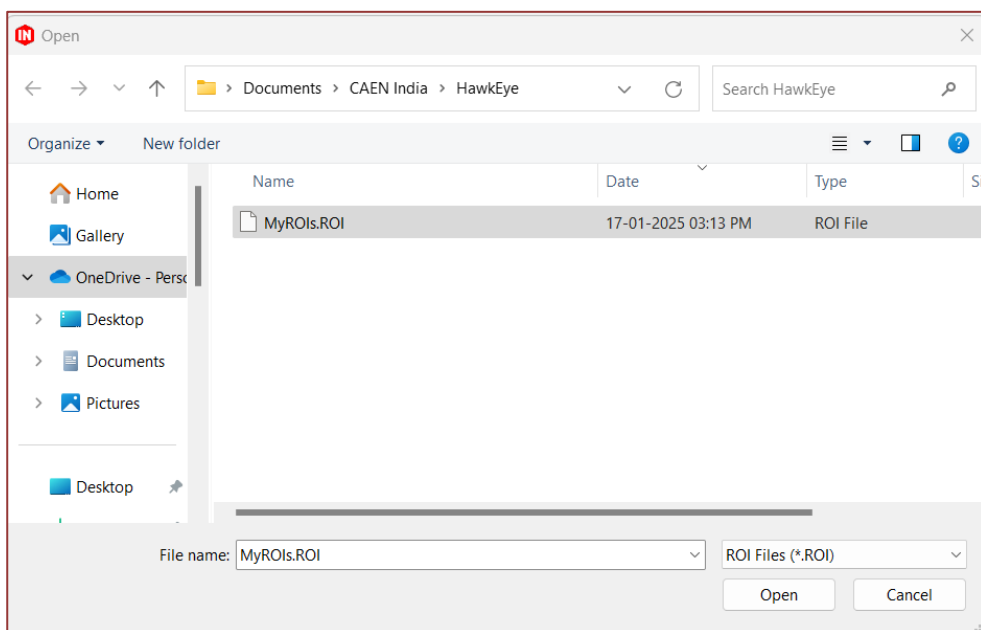 IN Open
Documents > CAEN India > HawkEye
Search HawkEye
Organize
New folder
?
Home
Gallery
OneDrive - Perso
Desktop
Documents
Pictures
Desktop
Name Date Type S
MyROIs.ROI 17-01-2025 03:13 PM ROI File
File name: MyROIs.ROI ROI Files (*.ROI)
Open Cancel